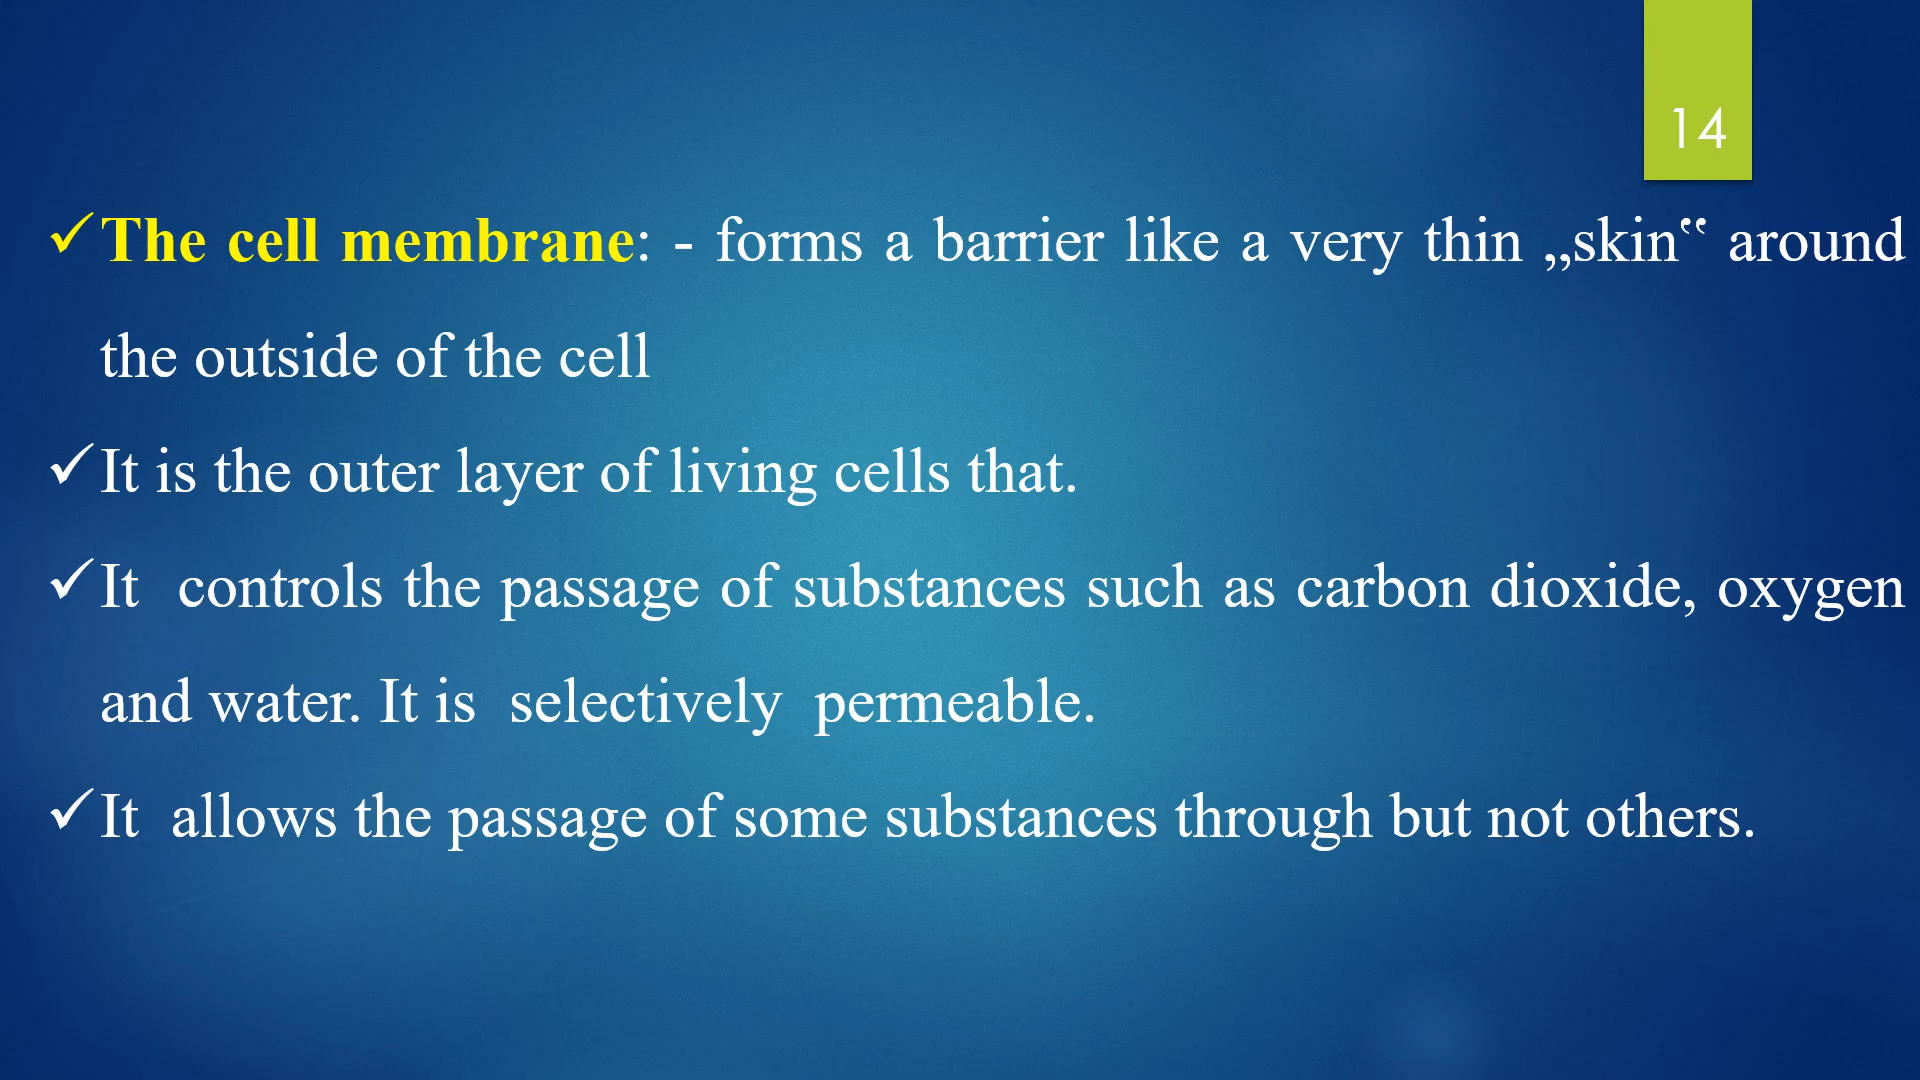 14
✓The cell membrane: - forms a barrier like a very thin „skin‟ around
the outside of the cell
✓It is the outer layer of living cells that.
✓It  controls the passage of substances such as carbon dioxide, oxygen
and water. It is  selectively  permeable.
✓It  allows the passage of some substances through but not others.